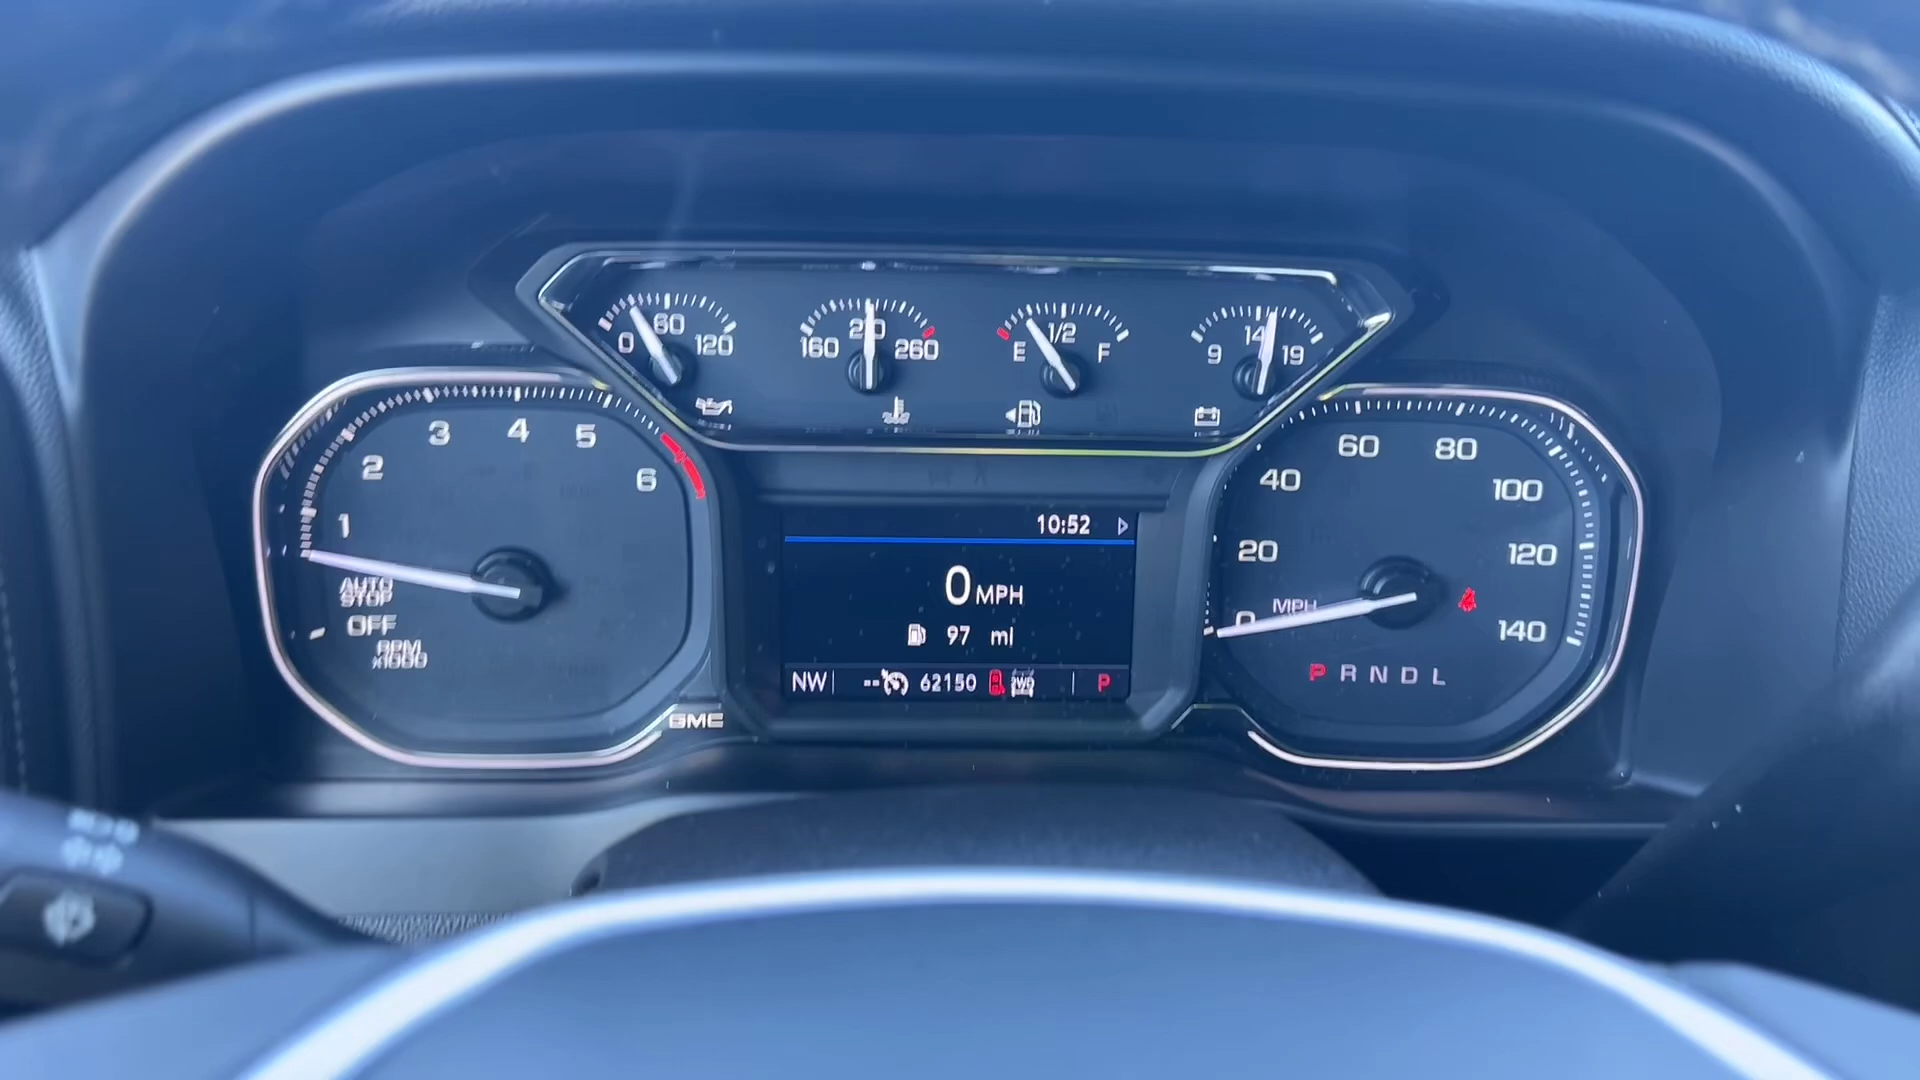 0 60 120
160 210 260
E 1/2 F
9 14 19
1 2 3 4 5 6
AUTO
STOP
OFF
RPM
x1000
GMC
10:52
0 MPH
97 mi
NW -- 62150 2WD P
0 20 40 60 80 100 120 140
MPH
P R N D L